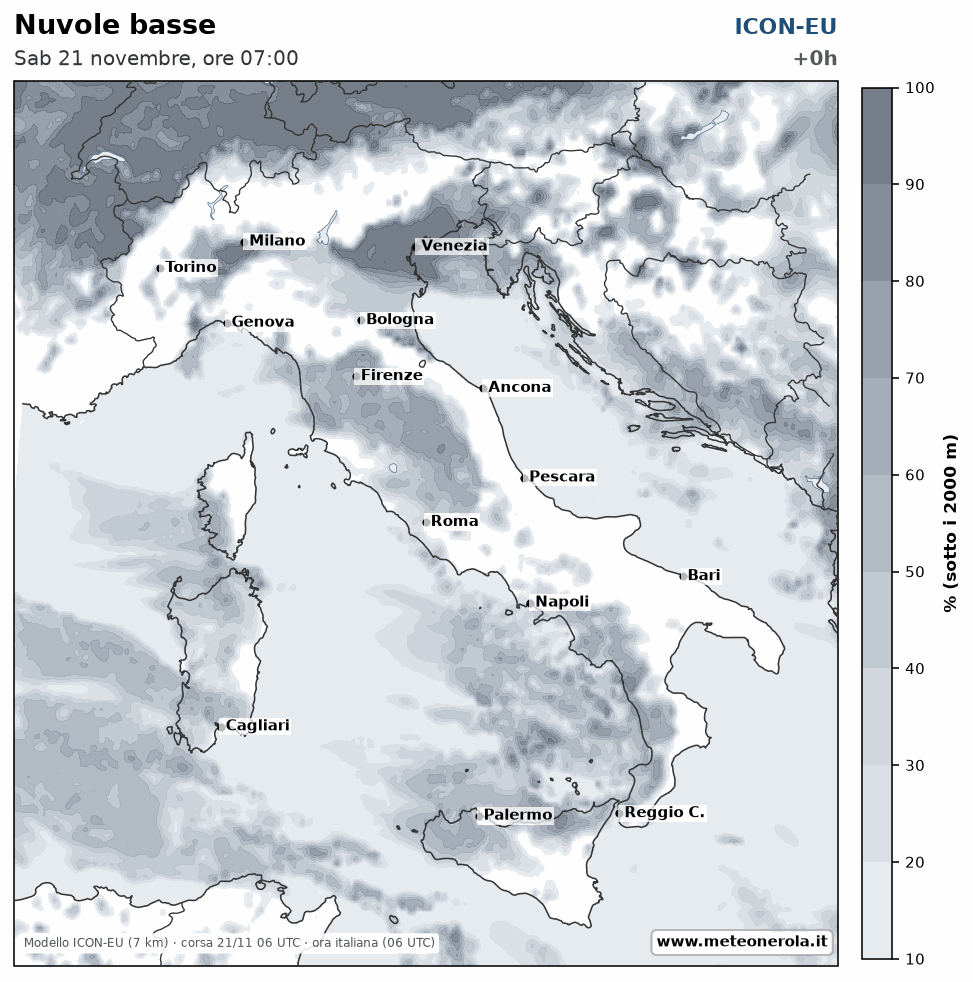 Nuvole basse
ICON-EU
Sab 21 novembre, ore 07:00
+0h
Milano
Venezia
Torino
Genova
Bologna
Firenze
Ancona
Pescara
Roma
Bari
Napoli
Cagliari
Palermo
Reggio C.
Modello ICON-EU (7 km) · corsa 21/11 06 UTC · ora italiana (06 UTC)
www.meteonerola.it
100
90
80
70
60
50
40
30
20
10
% (sotto i 2000 m)